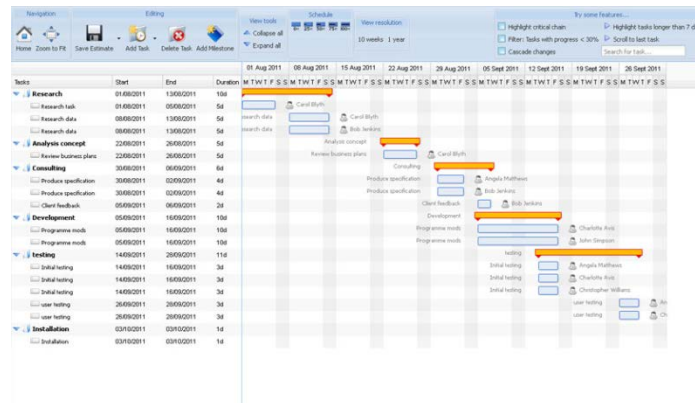 Navigation Editing Schedule Try some features...
View tools View resolution
Collapse all
Expand all
10 weeks 1 year
Highlight critical chain Highlight tasks longer than 7 d
Filter: Tasks with progress < 30% Scroll to last task
Cascade changes Search for task...
Home Zoom to Fit Save Estimate Add Task Delete Task Add Milestone
01 Aug 2011 08 Aug 2011 15 Aug 2011 22 Aug 2011 29 Aug 2011 05 Sept 2011 12 Sept 2011 19 Sept 2011 26 Sept 2011
Tasks Start End Duration M T W T F S S M T W T F S S M T W T F S S M T W T F S S M T W T F S S M T W T F S S M T W T F S S M T W T F S S M T W T F S S
Research 01/08/2011 13/08/2011 10d
Research task 01/08/2011 05/08/2011 5d Carol Blyth
Research data 08/08/2011 13/08/2011 5d search data Carol Blyth
Research data 08/08/2011 13/08/2011 5d search data Bob Jenkins
Analysis concept 22/08/2011 26/08/2011 5d Analysis concept
Review business plans 22/08/2011 26/08/2011 5d Review business plans Carol Blyth
Consulting 30/08/2011 06/09/2011 6d Consulting
Produce specification 30/08/2011 02/09/2011 4d Produce specification Angela Matthews
Produce specification 30/08/2011 02/09/2011 4d Produce specification Bob Jenkins
Client feedback 05/09/2011 06/09/2011 2d Client feedback Bob Jenkins
Development 05/09/2011 16/09/2011 10d Development
Programme mods 05/09/2011 16/09/2011 10d Programme mods Charlotte Avis
Programme mods 05/09/2011 16/09/2011 10d Programme mods John Simpson
testing 14/09/2011 28/09/2011 11d testing
Initial testing 14/09/2011 16/09/2011 3d Initial testing Angela Matthews
Initial testing 14/09/2011 16/09/2011 3d Initial testing Charlotte Avis
Initial testing 14/09/2011 16/09/2011 3d Initial testing Christopher Williams
user testing 26/09/2011 28/09/2011 3d user testing An
user testing 26/09/2011 28/09/2011 3d user testing Ch
Installation 03/10/2011 03/10/2011 1d
Installation 03/10/2011 03/10/2011 1d